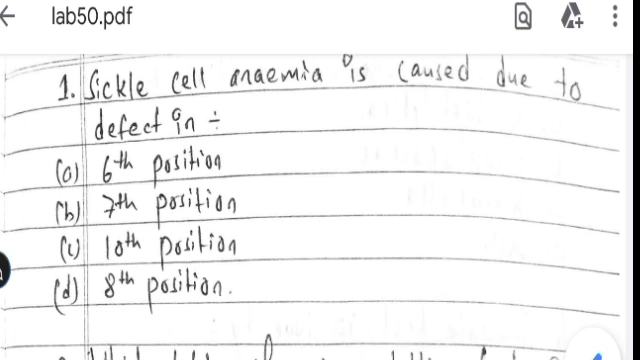 lab50.pdf
1. Sickle cell anaemia is caused due to
defect in ÷
(a) 6th position
(b) 7th position
(c) 10th position
(d) 8th position.